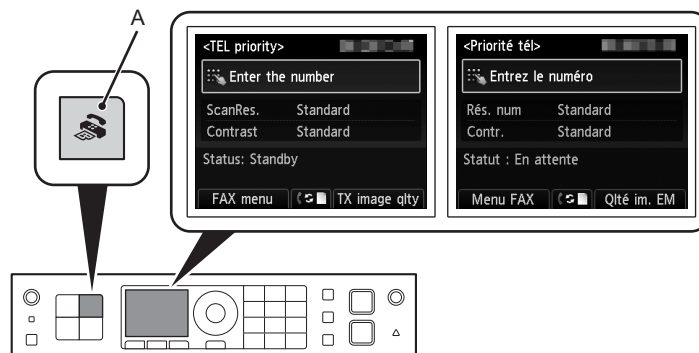 A
<TEL priority>
Enter the number
ScanRes. Standard
Contrast Standard
Status: Standby
FAX menu TX image qlty
<Priorité tél>
Entrez le numéro
Rés. num Standard
Contr. Standard
Statut : En attente
Menu FAX Qlté im. EM